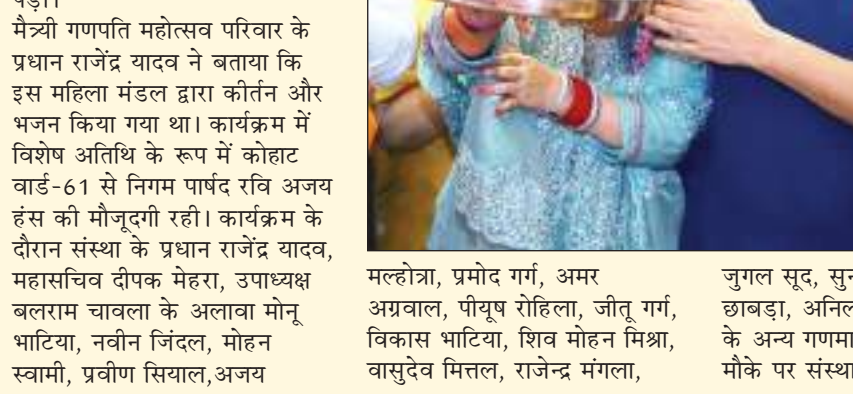 मैत्र्यी गणपति महोत्सव परिवार के
प्रधान राजेंद्र यादव ने बताया कि
इस महिला मंडल द्वारा कीर्तन और
भजन किया गया था। कार्यक्रम में
विशेष अतिथि के रूप में कोहाट
वार्ड-61 से निगम पार्षद रवि अजय
हंस की मौजूदगी रही। कार्यक्रम के
दौरान संस्था के प्रधान राजेंद्र यादव,
महासचिव दीपक मेहरा, उपाध्यक्ष
बलराम चावला के अलावा मोनू
भाटिया, नवीन जिंदल, मोहन
स्वामी, प्रवीण सियाल,अजय
मल्होत्रा, प्रमोद गर्ग, अमर
अग्रवाल, पीयूष रोहिला, जीतू गर्ग,
विकास भाटिया, शिव मोहन मिश्रा,
वासुदेव मित्तल, राजेन्द्र मंगला,
जुगल सूद,
छाबड़ा, अनिल
के अन्य
मौके पर